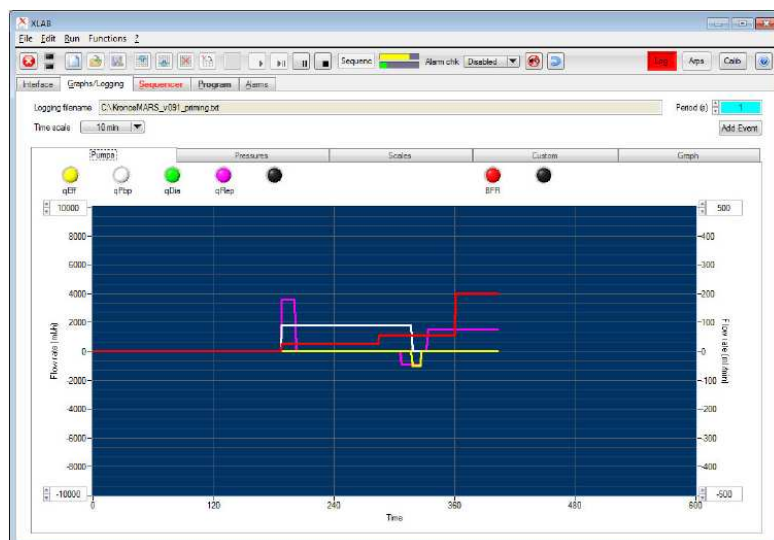 XLAB
File Edit Run Functions ?
Sequenc Alarm chk Disabled Log Arps Calib
Interface Graphs/Logging Sequencer Program Alarms
Logging filename C:\KronosMARS_v091_priming.txt Period (s) 1
Time scale 10 min Add Event
Pumps Pressures Scales Custom Graph
qEff qPbp qDia qRep BFR
10000 500
8000 400
6000 300
4000 200
2000 100
0 0
-2000 -100
-4000 -200
-6000 -300
-8000 -400
-10000 -500
Flow rate [ml/h]
Flow rate [ml/min]
0 120 240 360 480 600
Time